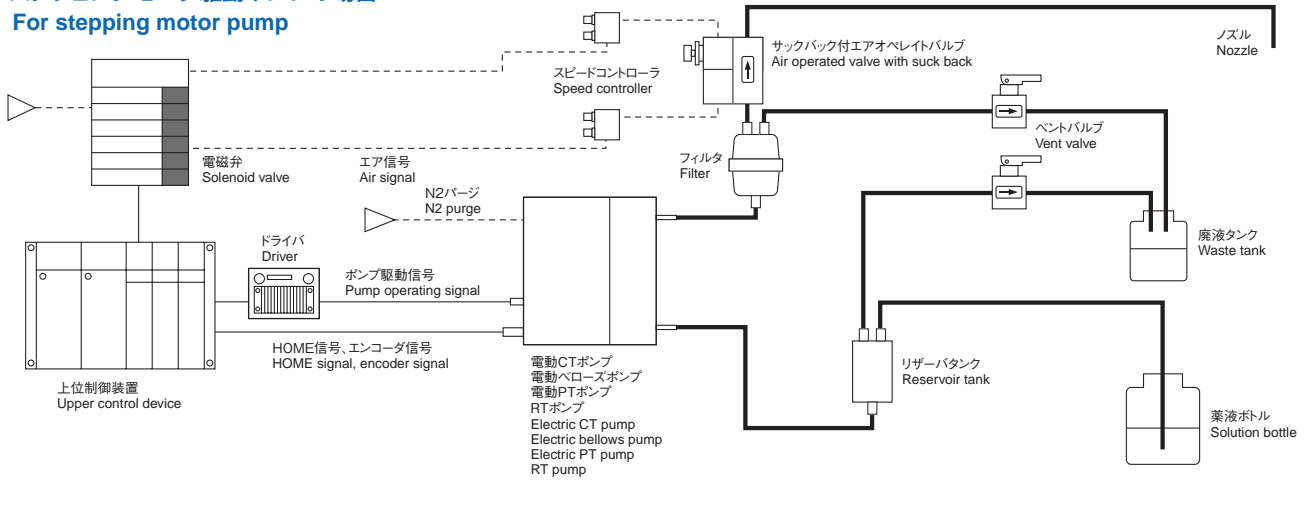 For stepping motor pump
スピードコントローラ
Speed controller
サックバック付エアオペレイトバルブ
Air operated valve with suck back
ノズル
Nozzle
電磁弁
Solenoid valve
エア信号
Air signal
N2パージ
N2 purge
フィルタ
Filter
ベントバルブ
Vent valve
廃液タンク
Waste tank
ドライバ
Driver
ポンプ駆動信号
Pump operating signal
HOME信号、エンコーダ信号
HOME signal, encoder signal
上位制御装置
Upper control device
電動CTポンプ
電動ベローズポンプ
電動PTポンプ
RTポンプ
Electric CT pump
Electric bellows pump
Electric PT pump
RT pump
リザーバタンク
Reservoir tank
薬液ボトル
Solution bottle